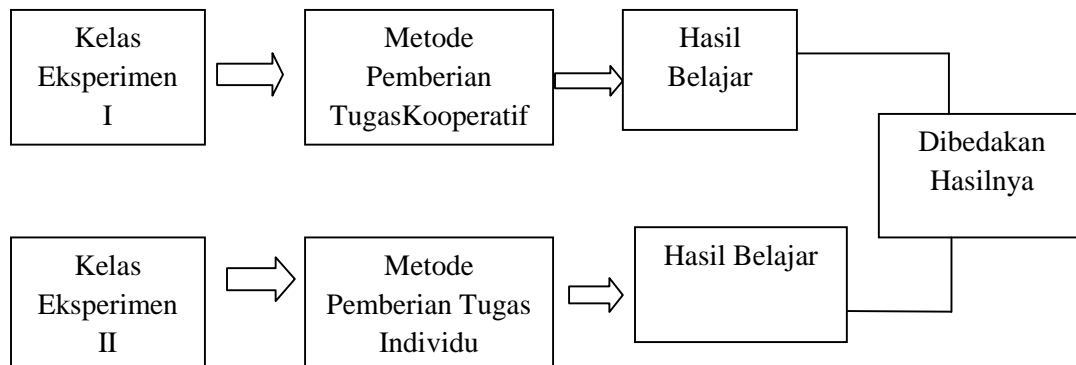 Kelas
Eksperimen
I
Metode
Pemberian
TugasKooperatif
Hasil
Belajar
Dibedakan
Hasilnya
Kelas
Eksperimen
II
Metode
Pemberian Tugas
Individu
Hasil Belajar